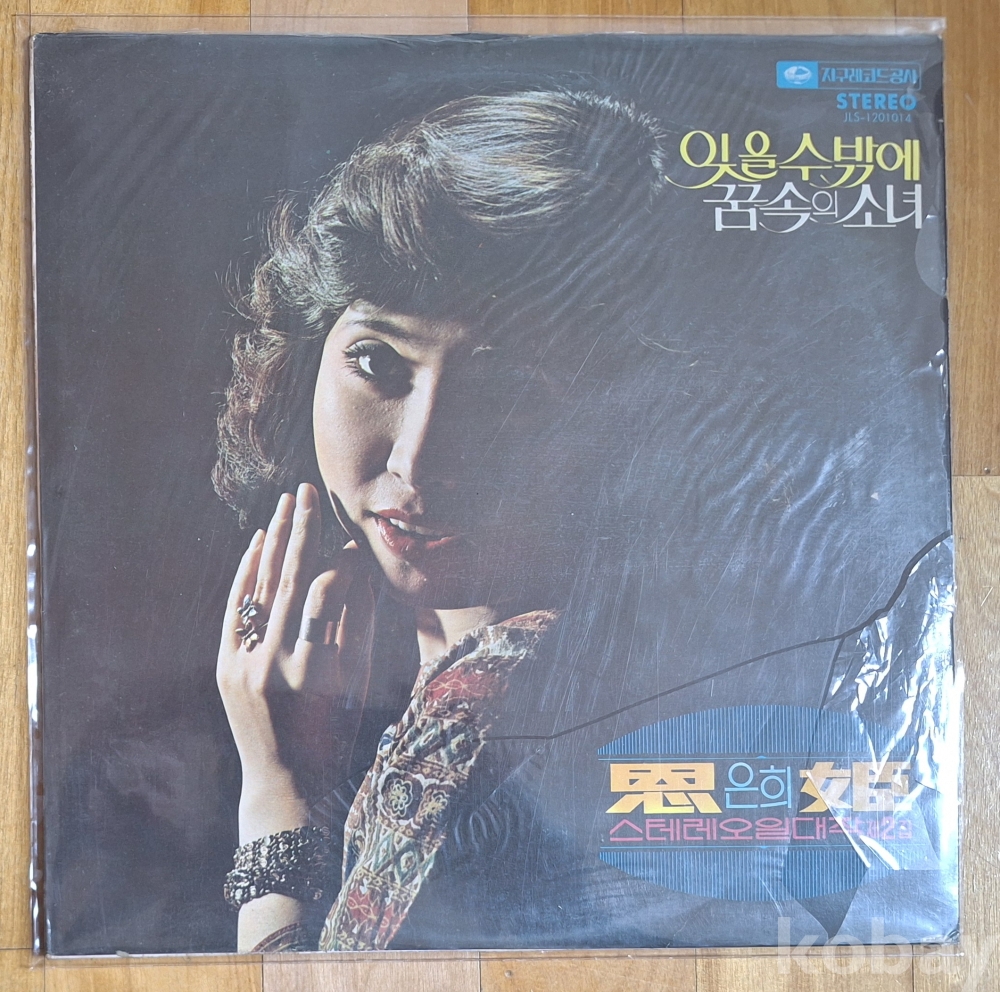 지구레코드공사
STEREO
JLS-1201014
잊을수밖에
꿈속의 소녀
恩 은희 姬
스테레오일대작 제2집
kobay